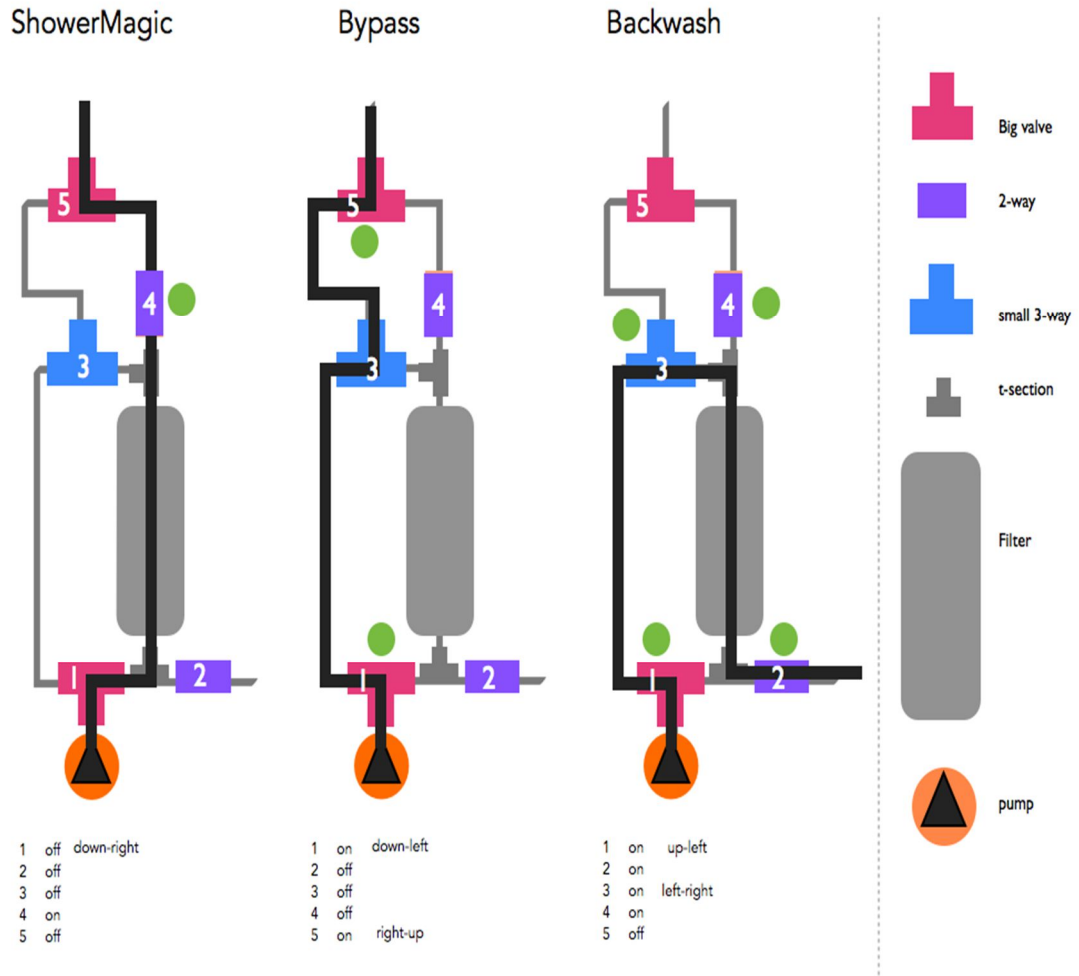 ShowerMagic
Bypass
Backwash
5
4
3
1
2
5
4
3
1
2
5
4
3
1
2
Big valve
2-way
small 3-way
t-section
Filter
pump
1 off down-right
2 off
3 off
4 on
5 off
1 on down-left
2 off
3 off
4 off
5 on right-up
1 on up-left
2 on
3 on left-right
4 on
5 off